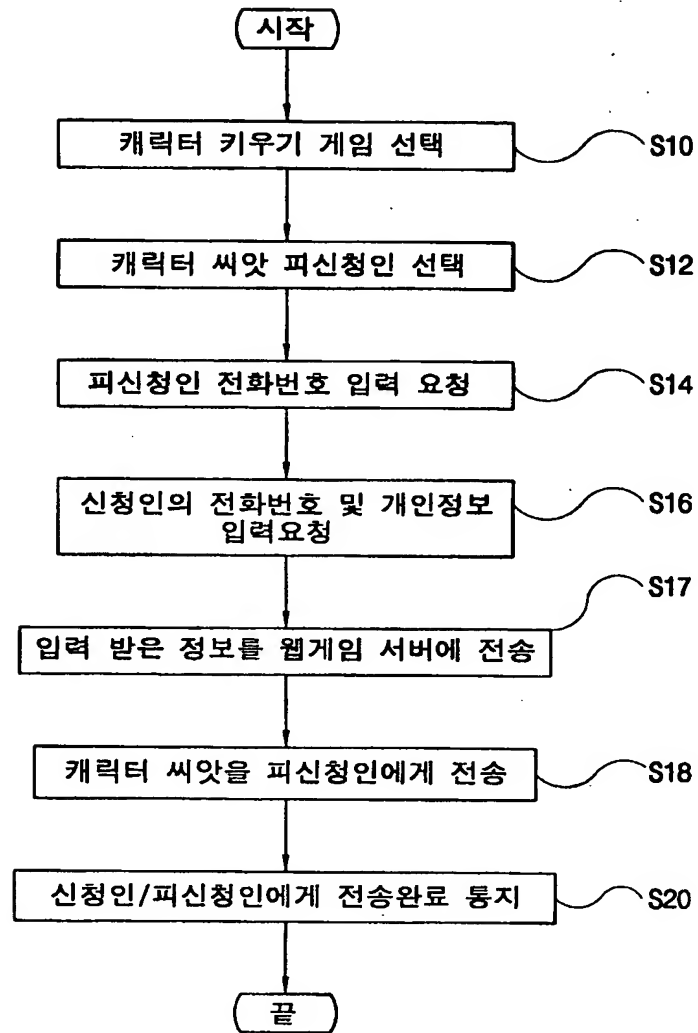 시작
캐릭터 키우기 게임 선택
S10
캐릭터 씨앗 피신청인 선택
S12
피신청인 전화번호 입력 요청
S14
신청인의 전화번호 및 개인정보
입력요청
S16
S17
입력 받은 정보를 웹게임 서버에 전송
캐릭터 씨앗을 피신청인에게 전송
S18
신청인/피신청인에게 전송완료 통지
S20
끝